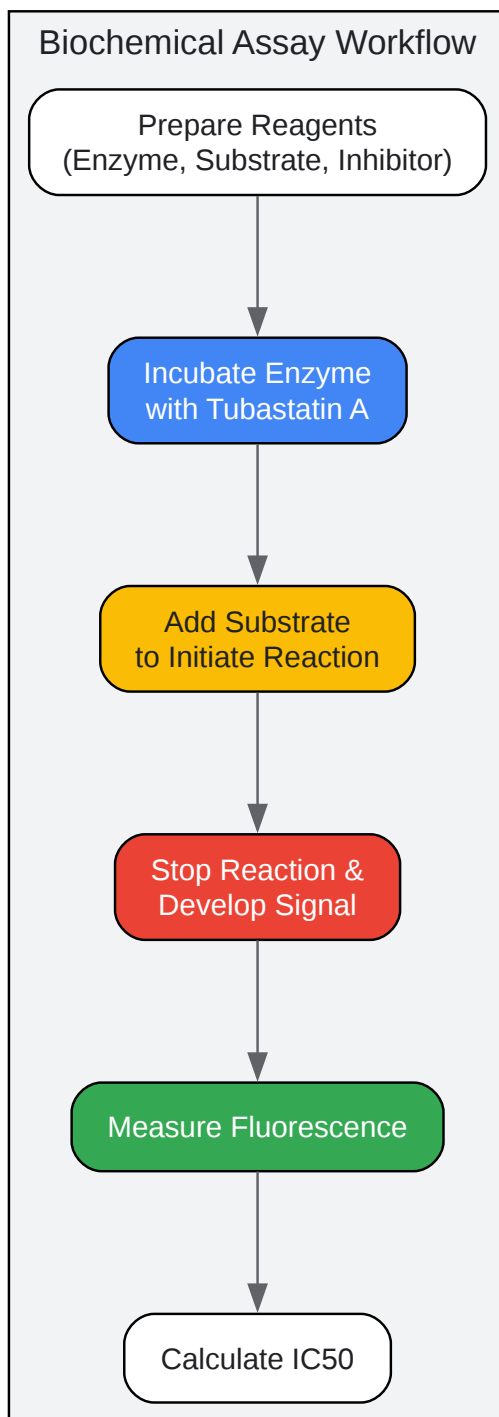 Biochemical Assay Workflow
Prepare Reagents
(Enzyme, Substrate, Inhibitor)
Incubate Enzyme
with Tubastatin A
Add Substrate
to Initiate Reaction
Stop Reaction &
Develop Signal
Measure Fluorescence
Calculate IC50